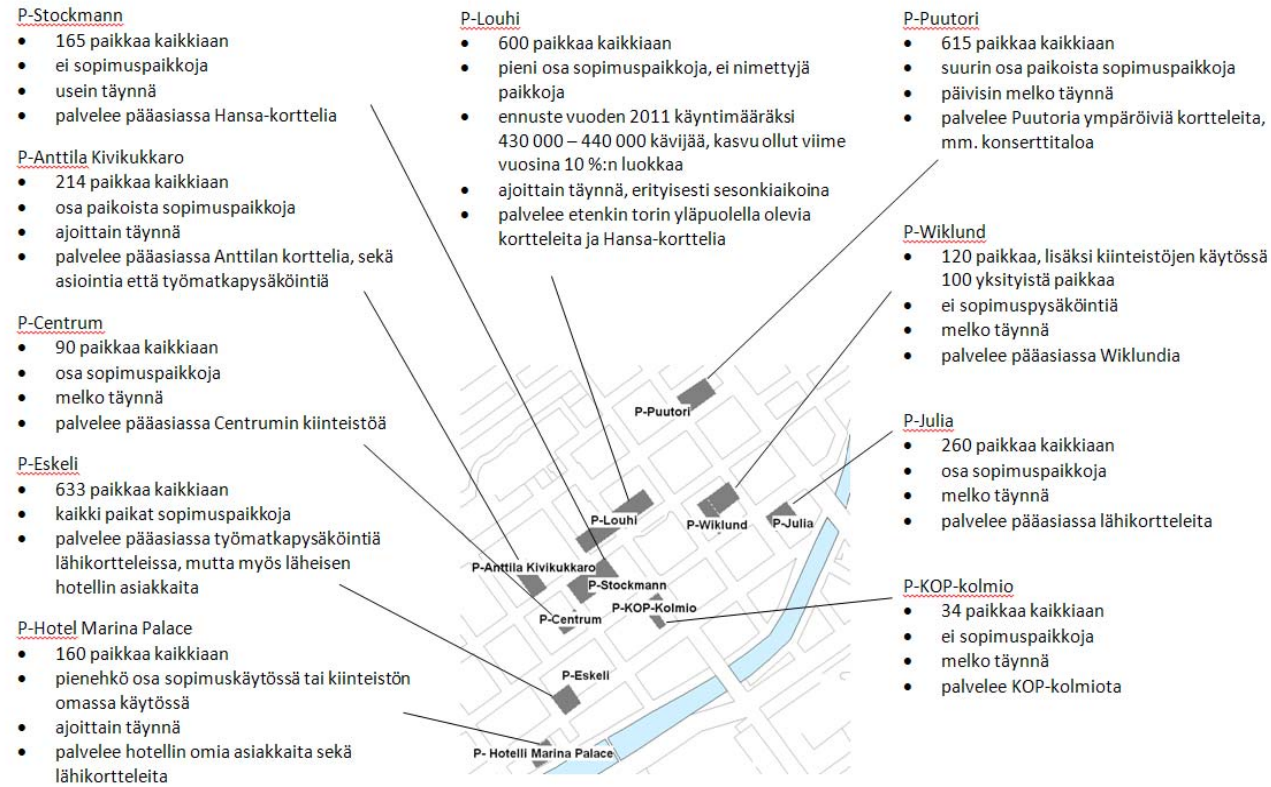 P-Stockmann
• 165 paikkaa kaikkiaan
• ei sopimuspaikkoja
• usein täynnä
• palvelee pääasiassa Hansa-korttelia
P-Anttila Kivikukkaro
• 214 paikkaa kaikkiaan
• osa paikoista sopimuspaikkoja
• ajoittain täynnä
• palvelee pääasiassa Anttilan korttelia, sekä
asiointia että työmatkapysäköintiä
P-Centrum
• 90 paikkaa kaikkiaan
• osa sopimuspaikkoja
• melko täynnä
• palvelee pääasiassa Centrumin kiinteistöä
P-Eskeli
• 633 paikkaa kaikkiaan
• kaikki paikat sopimuspaikkoja
• palvelee pääasiassa työmatkapysäköintiä
lähikortteleissa, mutta myös läheisen
hotellin asiakkaita
P-Hotel Marina Palace
• 160 paikkaa kaikkiaan
• pienehkö osa sopimuskäytössä tai kiinteistön
omassa käytössä
• ajoittain täynnä
• palvelee hotellin omia asiakkaita sekä
lähikortteleita
P-Louhi
• 600 paikkaa kaikkiaan
• pieni osa sopimuspaikkoja, ei nimettyjä
paikkoja
• ennuste vuoden 2011 käyntimääräksi
430 000 – 440 000 kävijää, kasvu ollut viime
vuosina 10 %:n luokkaa
• ajoittain täynnä, erityisesti sesonkiaikoina
• palvelee etenkin torin yläpuolella olevia
kortteleita ja Hansa-korttelia
P-Puutori
• 615 paikkaa kaikkiaan
• suurin osa paikoista sopimuspaikkoja
• päivisin melko täynnä
• palvelee Puutoria ympäröiviä kortteleita,
mm. konserttitaloa
P-Wiklund
• 120 paikkaa, lisäksi kiinteistöjen käytössä
100 yksityistä paikkaa
• ei sopimuspysäköintiä
• melko täynnä
• palvelee pääasiassa Wiklundia
P-Julia
• 260 paikkaa kaikkiaan
• osa sopimuspaikkoja
• melko täynnä
• palvelee pääasiassa lähikortteleita
P-KOP-kolmio
• 34 paikkaa kaikkiaan
• ei sopimuspaikkoja
• melko täynnä
• palvelee KOP-kolmiota
P-Puutori
P-Louhi
P-Wiklund
P-Julia
P-Anttila Kivikukkaro
P-Stockmann
P-KOP-Kolmio
P-Centrum
P-Eskeli
P- Hotelli Marina Palace